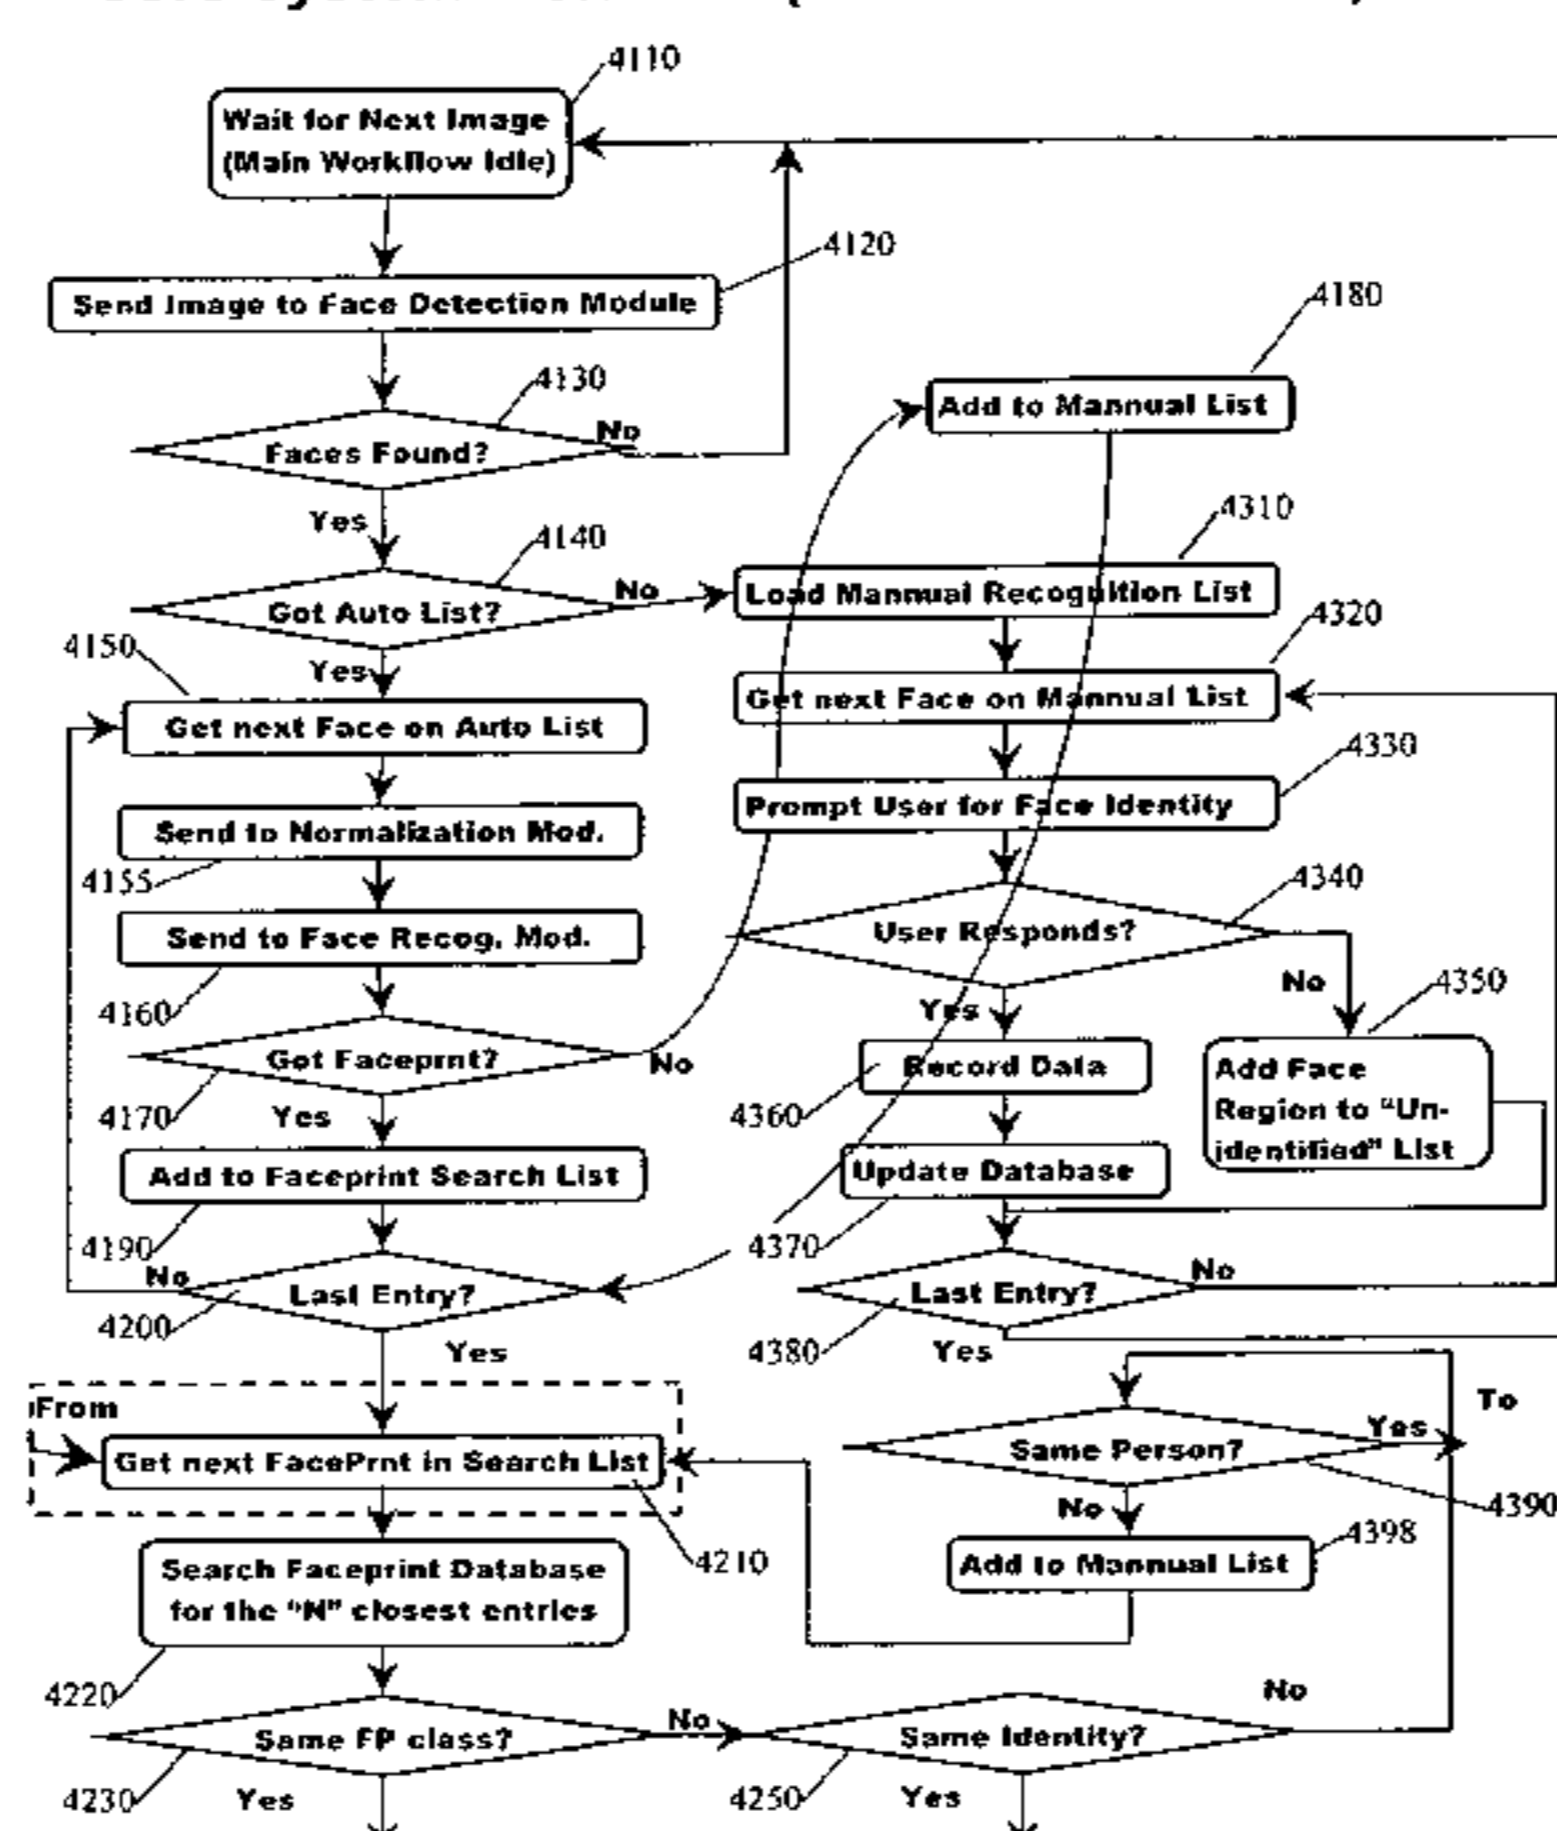 4110
Wait for Next Image
(Main Workflow Idle)
4120
Send Image to Face Detection Module
4130
Faces Found?
No
Yes
4140
Got Auto List?
No
Yes
4150
Get next Face on Auto List
Send to Normalization Mod.
4155
Send to Face Recog. Mod.
4160
Got Faceprnt?
No
4170
Yes
Add to Faceprint Search List
4190
No
Last Entry?
4200
Yes
From
Get next FacePrnt in Search List
4210
Search Faceprint Database
for the "N" closest entries
4220
Same FP class?
No
4230
Yes
4180
Add to Mannual List
4310
Load Mannual Recognition List
4320
Get next Face on Mannual List
4330
Prompt User for Face Identity
4340
User Responds?
No
Yes
4350
Add Face
Region to "Un-
identified" List
Record Data
4360
Update Database
4370
Last Entry?
No
4380
Yes
To
Same Person?
Yes
4390
No
4398
Add to Mannual List
Same Identity?
No
4250
Yes